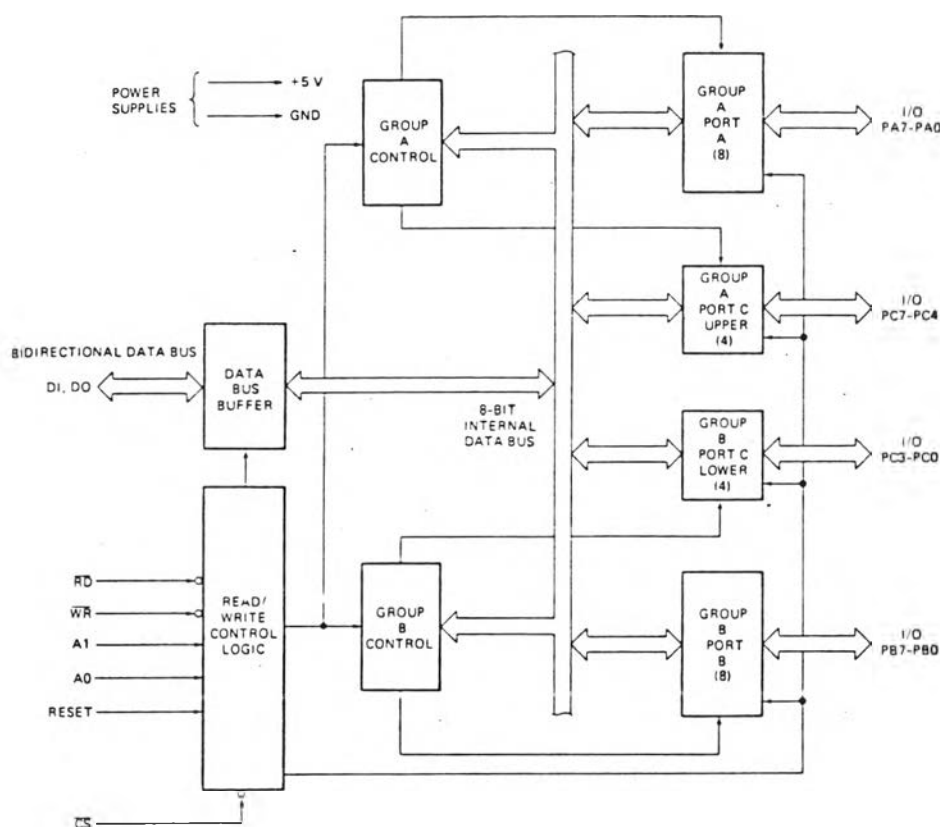 POWER
SUPPLIES
+5 V
GND
GROUP
A
CONTROL
GROUP
A
PORT
A
(8)
I/O
PA7-PA0
GROUP
A
PORT C
UPPER
(4)
I/O
PC7-PC4
BIDIRECTIONAL DATA BUS
DI, DO
DATA
BUS
BUFFER
8-BIT
INTERNAL
DATA BUS
GROUP
B
PORT C
LOWER
(4)
I/O
PC3-PC0
RD
WR
A1
A0
RESET
CS
READ/
WRITE
CONTROL
LOGIC
GROUP
B
CONTROL
GROUP
B
PORT
B
(8)
I/O
PB7-PB0